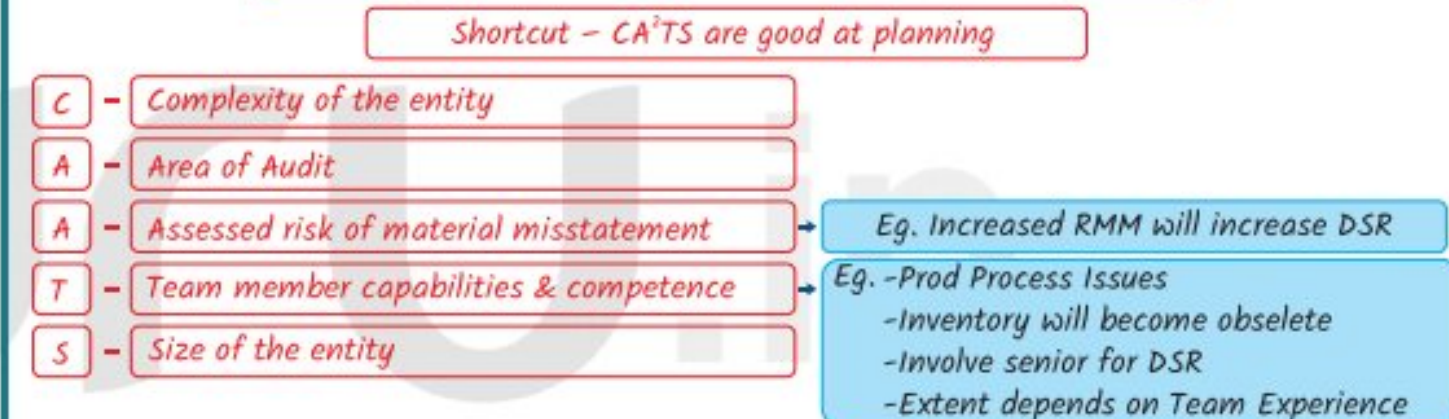 Shortcut – CA²TS are good at planning
C – Complexity of the entity
A – Area of Audit
A – Assessed risk of material misstatement
Eg. Increased RMM will increase DSR
T – Team member capabilities & competence
Eg. -Prod Process Issues
-Inventory will become obselete
-Involve senior for DSR
-Extent depends on Team Experience
S – Size of the entity